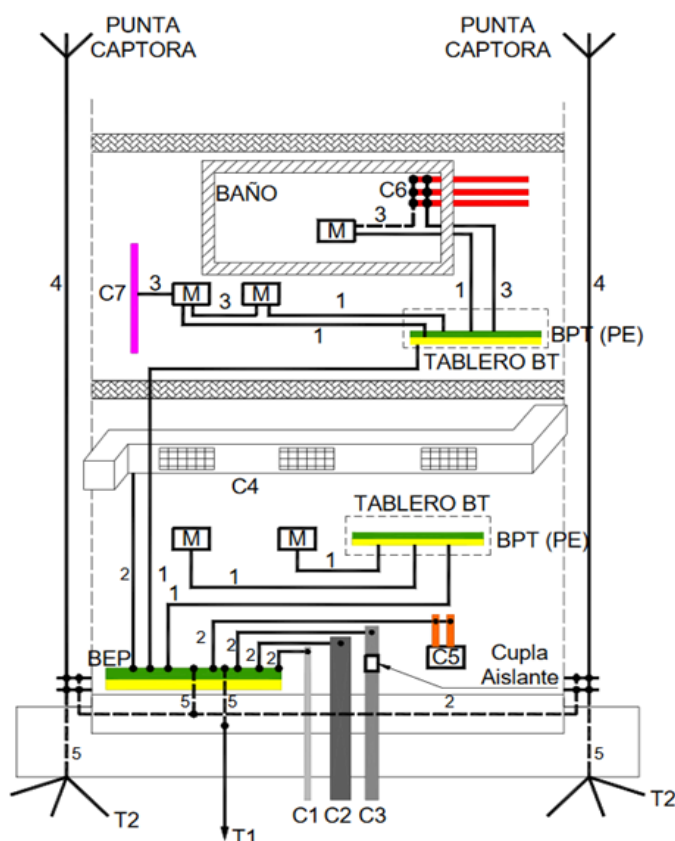 PUNTA
CAPTORA
PUNTA
CAPTORA
BAÑO
C6
3
M
4
C7
3
M
3
M
1
1
1
3
4
BPT (PE)
TABLERO BT
C4
TABLERO BT
BPT (PE)
M
M
1
1
2
1
1
2
2
2
2
BEP
C5
Cupla
Aislante
5
5
2
5
5
T2
T1
C1
C2
C3
T2